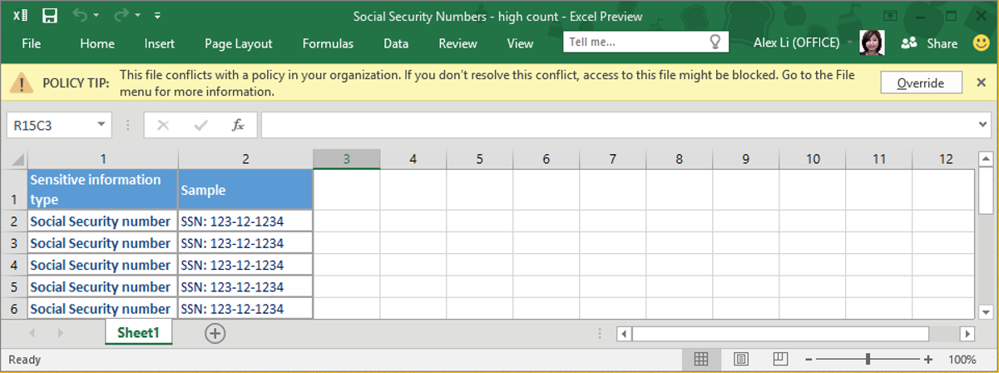 Social Security Numbers - high count - Excel Preview
File Home Insert Page Layout Formulas Data Review View Tell me... Alex Li (OFFICE) Share
POLICY TIP: This file conflicts with a policy in your organization. If you don't resolve this conflict, access to this file might be blocked. Go to the File
menu for more information.
Override
R15C3 fx
1 2 3 4 5 6 7 8 9 10 11 12
Sensitive information
type
1 Sample
2 Social Security number SSN: 123-12-1234
3 Social Security number SSN: 123-12-1234
4 Social Security number SSN: 123-12-1234
5 Social Security number SSN: 123-12-1234
6 Social Security number SSN: 123-12-1234
Sheet1
Ready 100%